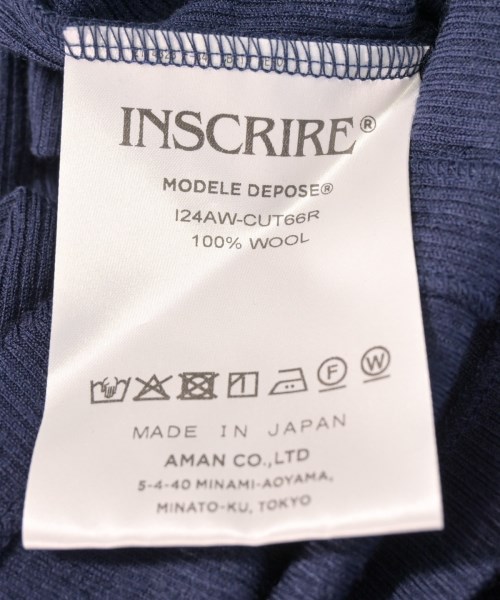 INSCRIRE®
MODELE DEPOSE®
I24AW-CUT66R
100% WOOL
F
W
MADE IN JAPAN
AMAN CO.,LTD
5-4-40 MINAMI-AOYAMA,
MINATO-KU, TOKYO